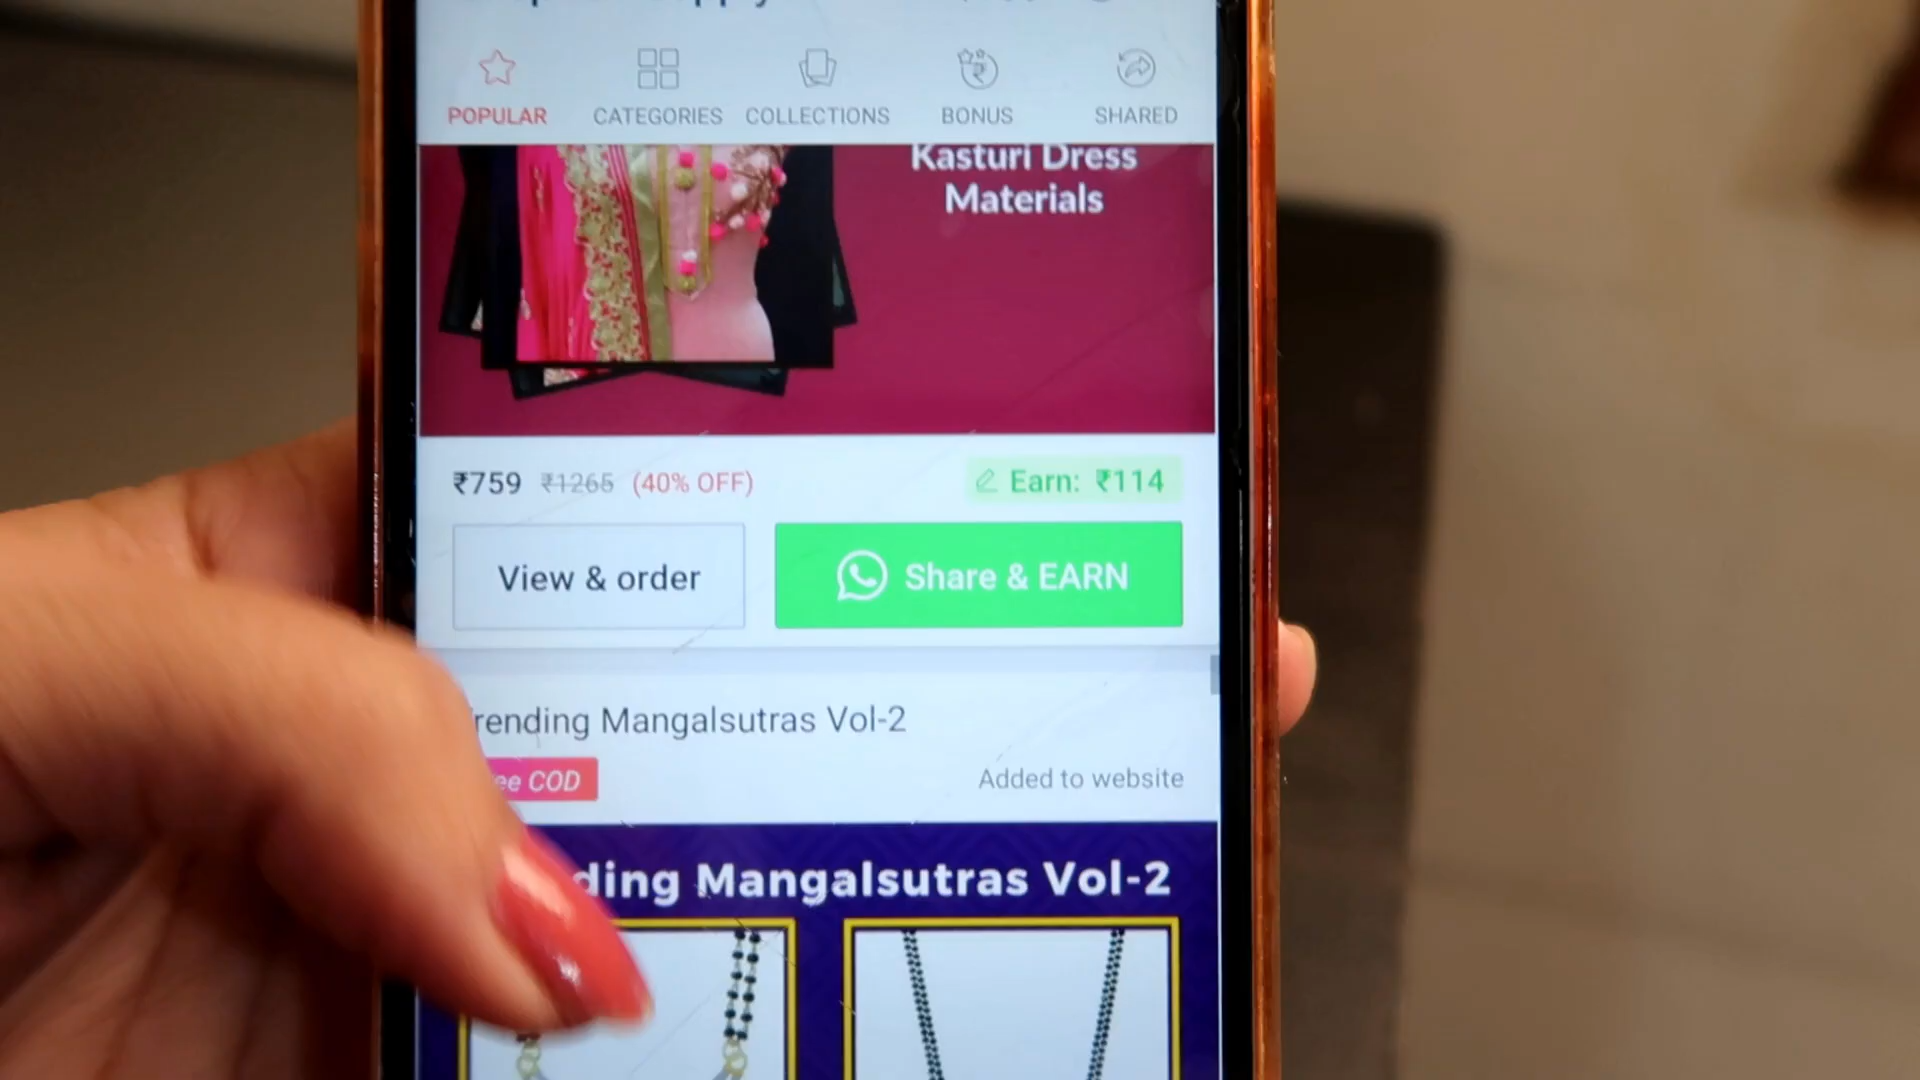 POPULAR
CATEGORIES
COLLECTIONS
BONUS
SHARED
Kasturi Dress
Materials
₹759 ₹1265 (40% OFF)
Earn: ₹114
View & order
Share & EARN
rending Mangalsutras Vol-2
ee COD
Added to website
ding Mangalsutras Vol-2